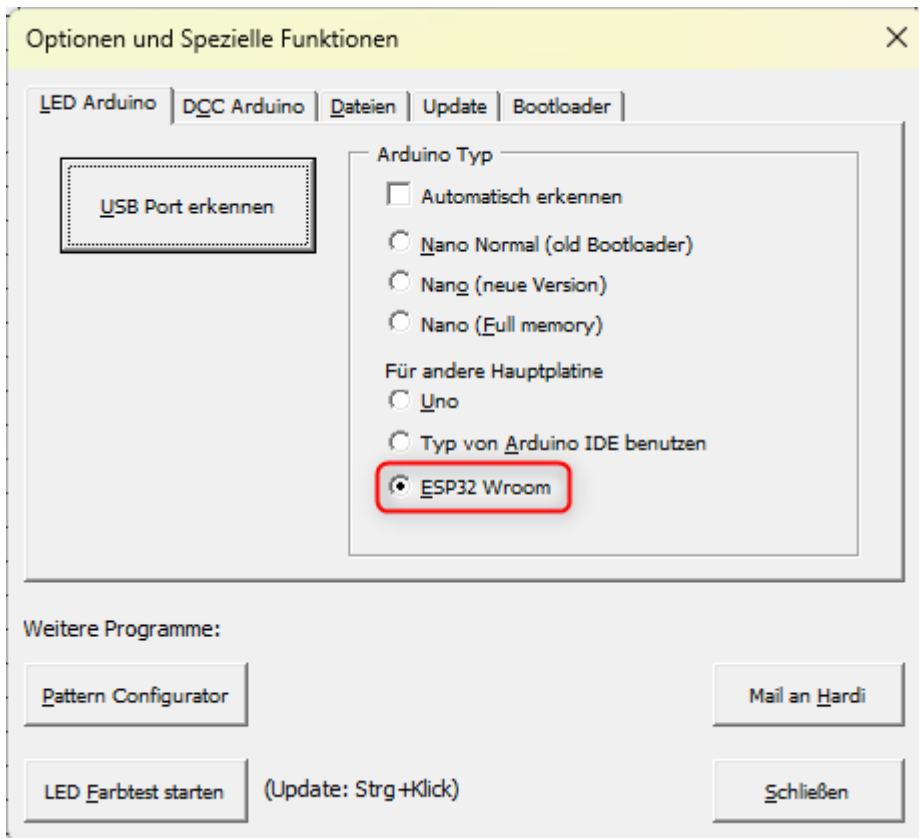 Optionen und Spezielle Funktionen
LED Arduino DCC Arduino Dateien Update Bootloader
USB Port erkennen
Arduino Typ
Automatisch erkennen
Nano Normal (old Bootloader)
Nano (neue Version)
Nano (Full memory)
Für andere Hauptplatine
Uno
Typ von Arduino IDE benutzen
ESP32 Wroom
Weitere Programme:
Pattern Configurator
Mail an Hardi
LED Farbtest starten (Update: Strg+Klick)
Schließen